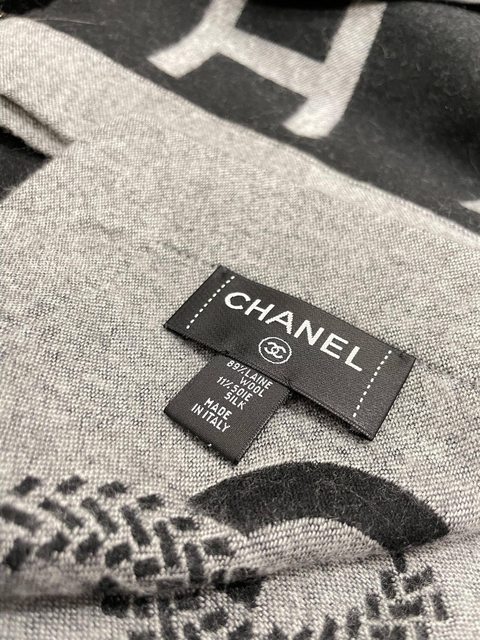 CHANEL
89% LAINE
WOOL
11% SOIE
SILK
MADE
IN ITALY